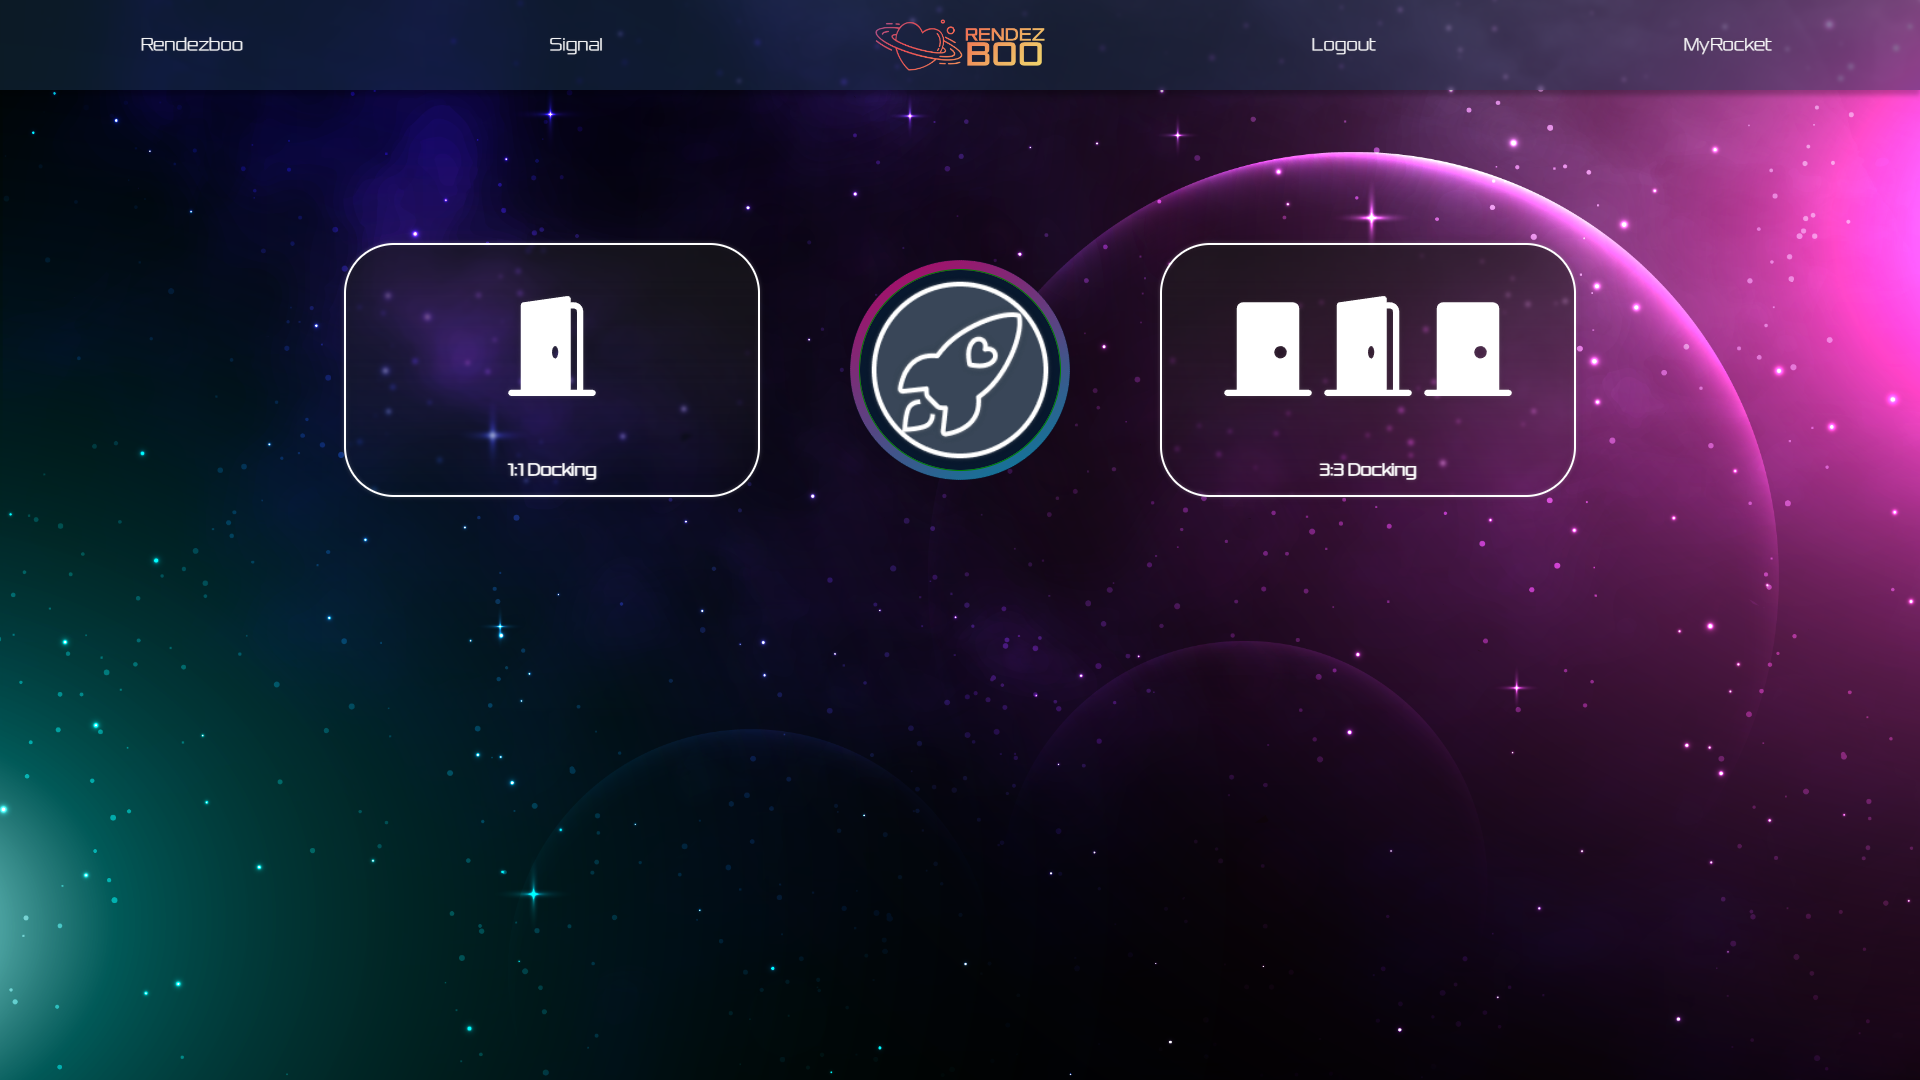 Rendezboo
Signal
RENDEZ
BOO
Logout
MyRocket
1:1 Docking
3:3 Docking